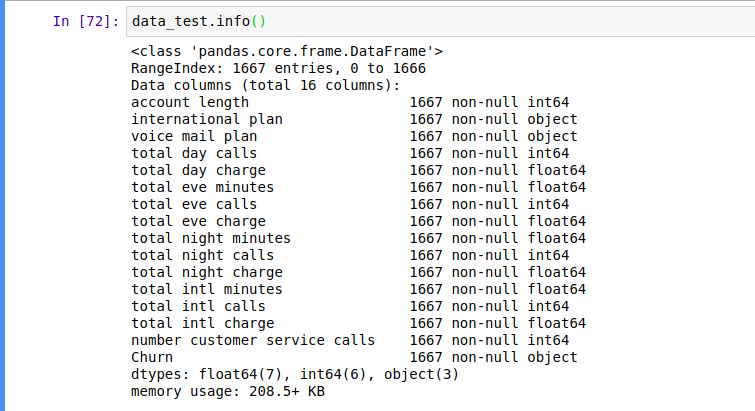 In [72]: data_test.info()
<class 'pandas.core.frame.DataFrame'>
RangeIndex: 1667 entries, 0 to 1666
Data columns (total 16 columns):
account length                   1667 non-null int64
international plan               1667 non-null object
voice mail plan                  1667 non-null object
total day calls                  1667 non-null int64
total day charge                 1667 non-null float64
total eve minutes                1667 non-null float64
total eve calls                  1667 non-null int64
total eve charge                 1667 non-null float64
total night minutes              1667 non-null float64
total night calls                1667 non-null int64
total night charge               1667 non-null float64
total intl minutes               1667 non-null float64
total intl calls                 1667 non-null int64
total intl charge                1667 non-null float64
number customer service calls    1667 non-null int64
Churn                            1667 non-null object
dtypes: float64(7), int64(6), object(3)
memory usage: 208.5+ KB